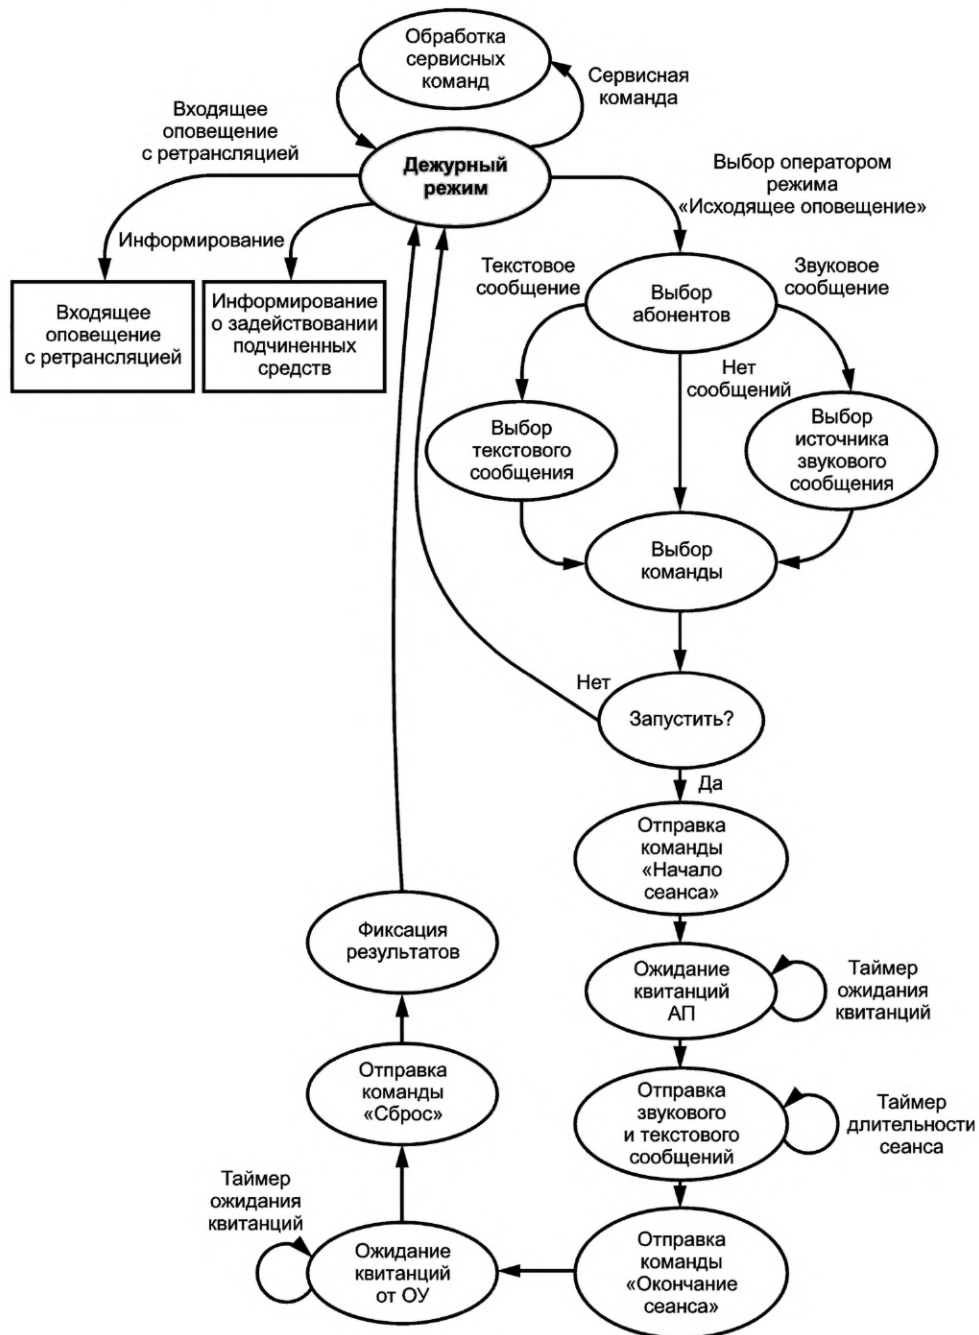 Обработка
сервисных
команд
Сервисная
команда
Входящее
оповещение
с ретрансляцией
Дежурный
режим
Выбор оператором
режима
«Исходящее оповещение»
Информирование
Входящее
оповещение
с ретрансляцией
Информирование
о задействовании
подчиненных
средств
Текстовое
сообщение
Выбор
абонентов
Звуковое
сообщение
Нет
сообщений
Выбор
текстового
сообщения
Выбор
источника
звукового
сообщения
Выбор
команды
Нет
Запустить?
Да
Отправка
команды
«Начало
сеанса»
Фиксация
результатов
Ожидание
квитанций
АП
Таймер
ожидания
квитанций
Отправка
команды
«Сброс»
Отправка
звукового
и текстового
сообщений
Таймер
длительности
сеанса
Таймер
ожидания
квитанций
Ожидание
квитанций
от ОУ
Отправка
команды
«Окончание
сеанса»